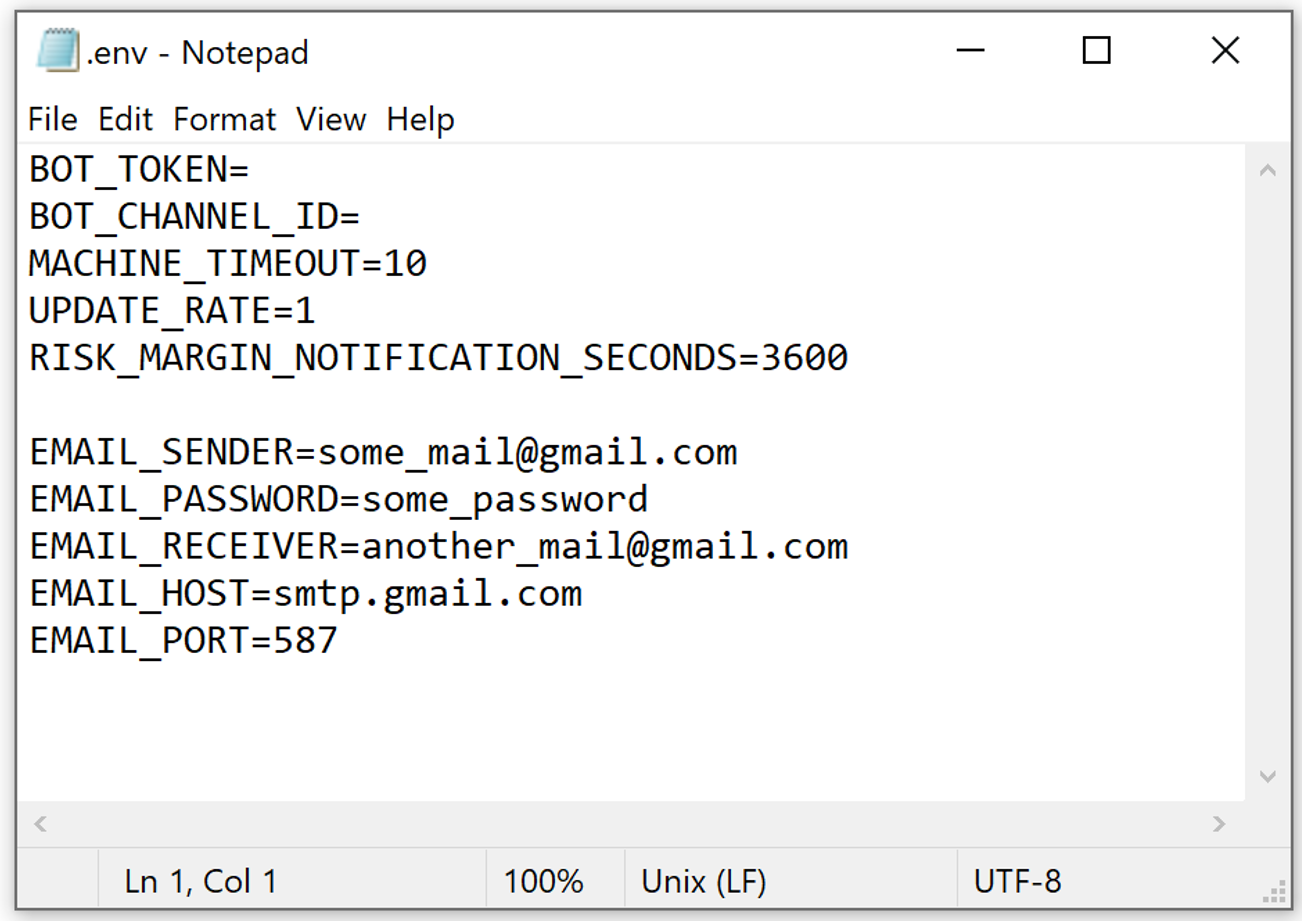 .env - Notepad
File Edit Format View Help
BOT_TOKEN=
BOT_CHANNEL_ID=
MACHINE_TIMEOUT=10
UPDATE_RATE=1
RISK_MARGIN_NOTIFICATION_SECONDS=3600
EMAIL_SENDER=some_mail@gmail.com
EMAIL_PASSWORD=some_password
EMAIL_RECEIVER=another_mail@gmail.com
EMAIL_HOST=smtp.gmail.com
EMAIL_PORT=587
Ln 1, Col 1 100% Unix (LF) UTF-8